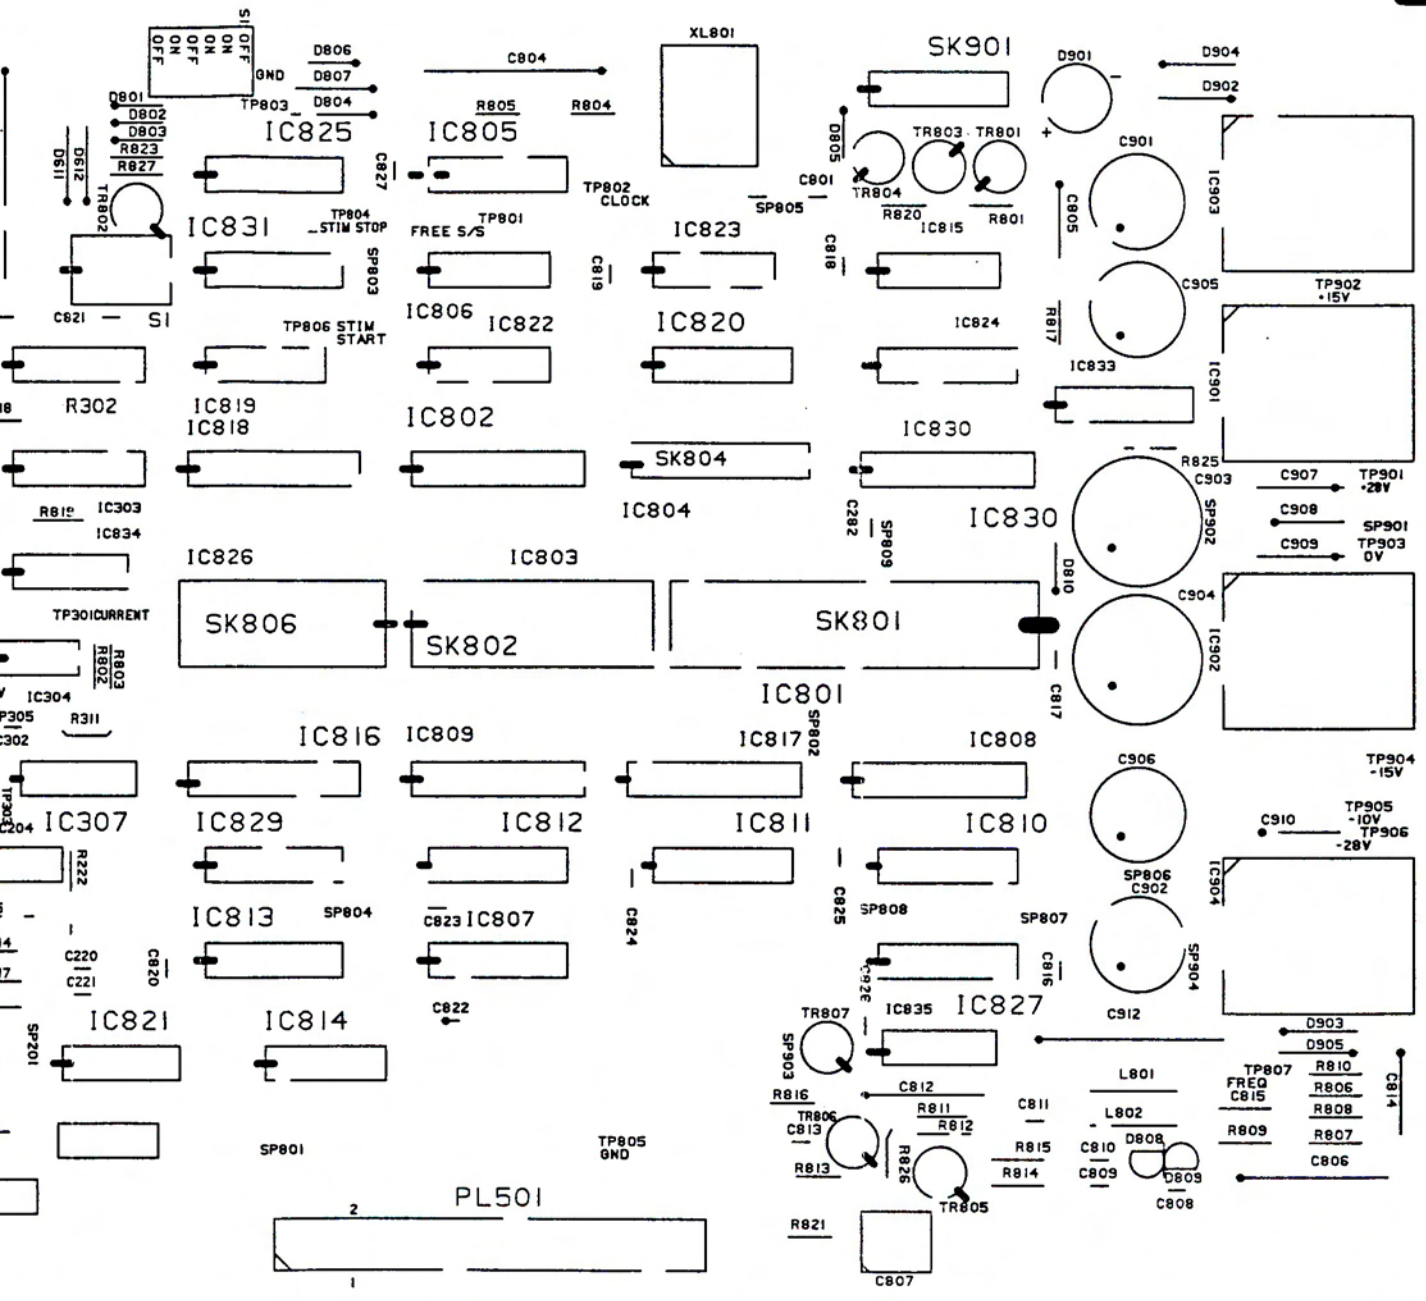 S1
OFF
ON
OFF
ON
ON
OFF
GND
D806
D807
D804
TP803
C804
XL801
SK901
D901
-
+
D904
D902
D801
D802
D803
R823
R827
D611
D612
TR802
IC825
IC805
C827
R805
R804
TP802
CLOCK
D805
TR803
TR801
TR804
C801
SP805
R820
R801
C805
C901
IC903
IC831
TP804
STIM STOP
SP803
FREE S/S
TP801
IC823
C819
C818
IC815
C905
TP902
+15V
C821
S1
TP806 STIM
START
IC806
IC822
IC820
IC824
R817
IC833
IC901
R302
IC819
IC818
IC802
SK804
IC830
R825
C903
C907
TP901
+28V
C908
SP901
C909
TP903
0V
SP902
IC303
IC834
IC804
C282
SP809
IC830
D810
IC826
IC803
SK806
SK802
SK801
C904
IC902
TP301CURRENT
R802
R803
IC304
P305
C302
R311
IC801
C817
SP802
IC816
IC809
IC817
IC808
C906
TP904
-15V
TP303
C204
IC307
IC829
IC812
IC811
IC810
C910
TP905
-10V
TP906
-28V
R222
SP804
C823
IC807
C824
C825
SP808
SP807
SP806
C902
IC904
SP904
IC813
C220
C221
C820
C822
C826
C816
SP201
IC821
IC814
IC835
IC827
TR807
SP903
C912
D903
D905
TP807
FREQ
C815
R810
R806
R808
R807
R809
C814
C806
R816
C812
L801
L802
TR806
C813
R811
R812
C811
R813
R826
R815
R814
C810
C809
D808
D809
C808
TR805
SP801
TP805
GND
PL501
2
1
R821
C807